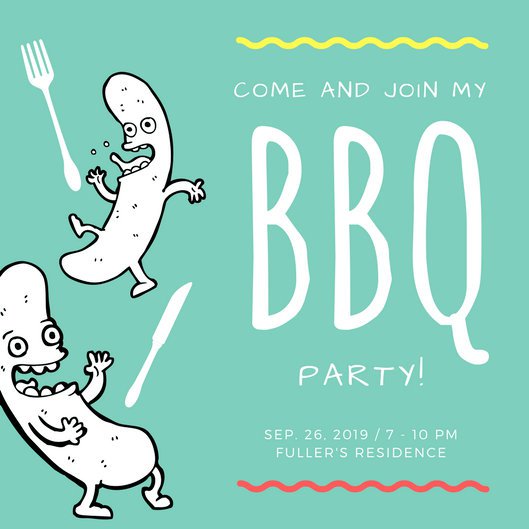 COME AND JOIN MY
BBQ
PARTY!
SEP. 26, 2019 / 7 - 10 PM
FULLER'S RESIDENCE